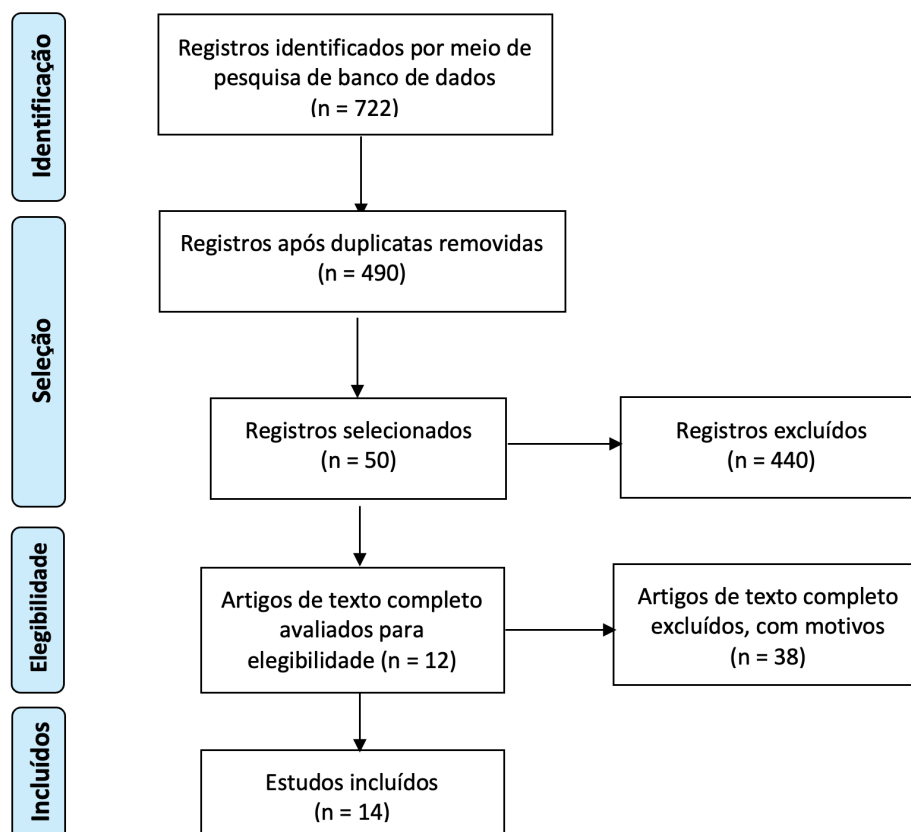 Identificação
Registros identificados por meio de
pesquisa de banco de dados
(n = 722)
Seleção
Registros após duplicatas removidas
(n = 490)
Registros selecionados
(n = 50)
Registros excluídos
(n = 440)
Elegibilidade
Artigos de texto completo
avaliados para
elegibilidade (n = 12)
Artigos de texto completo
excluídos, com motivos
(n = 38)
Incluídos
Estudos incluídos
(n = 14)